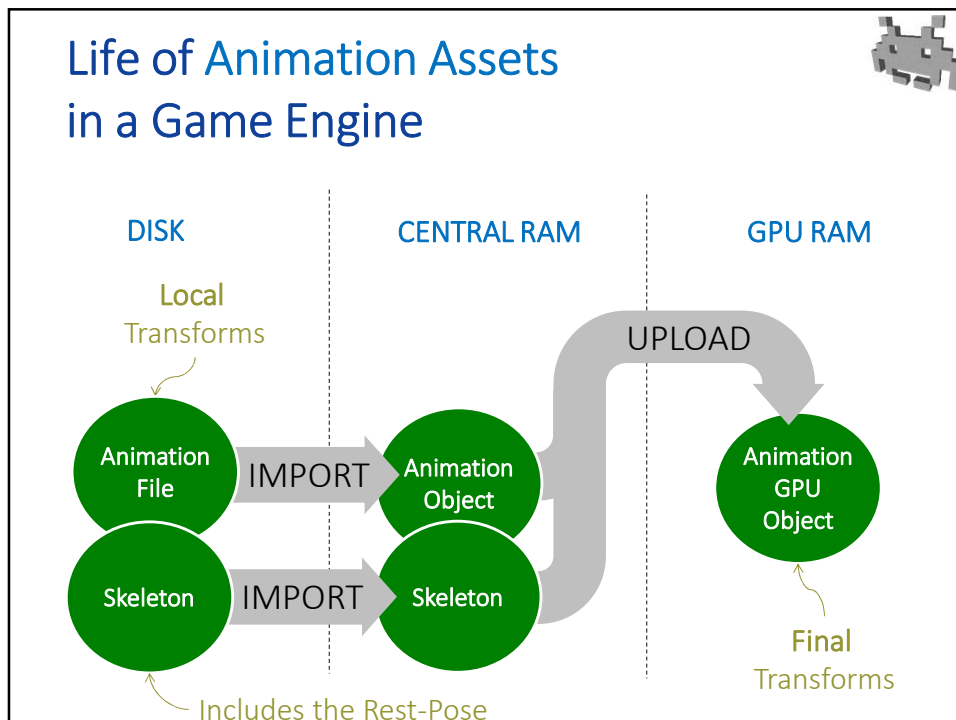 Life of Animation Assets
in a Game Engine
DISK
CENTRAL RAM
GPU RAM
Local
Transforms
UPLOAD
Animation
File
IMPORT
Animation
Object
Animation
GPU
Object
Skeleton
IMPORT
Skeleton
Final
Transforms
Includes the Rest-Pose